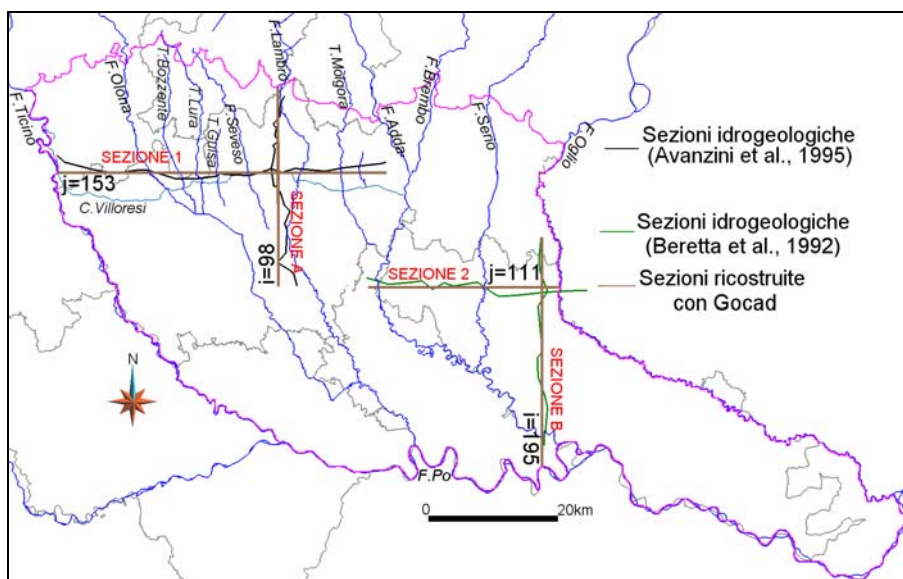 F.Ticino
F.Olona
T.Bozzente
T.Lura
T.Guisa
F.Seveso
F.Lambro
T.Molgora
F.Adda
F.Brembo
F.Serio
F.Oglio
Sezioni idrogeologiche
(Avanzini et al., 1995)
SEZIONE 1
j=153
C.Villoresi
SEZIONE A
i=86
Sezioni idrogeologiche
(Beretta et al., 1992)
SEZIONE 2
j=111
Sezioni ricostruite
con Gocad
SEZIONE B
i=195
N
F.Po
0 20km